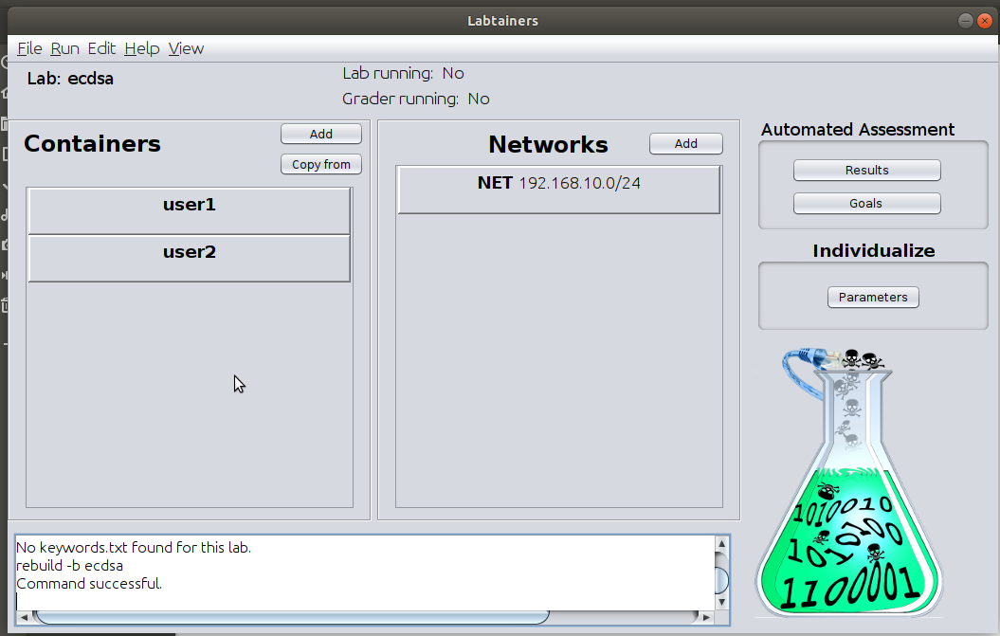 Labtainers
File Run Edit Help View
Lab: ecdsa
Lab running: No
Grader running: No
Containers
Add
Copy from
user1
user2
Networks
Add
NET 192.168.10.0/24
Automated Assessment
Results
Goals
Individualize
Parameters
1010010
1010100
1100001
No keywords.txt found for this lab.
rebuild -b ecdsa
Command successful.